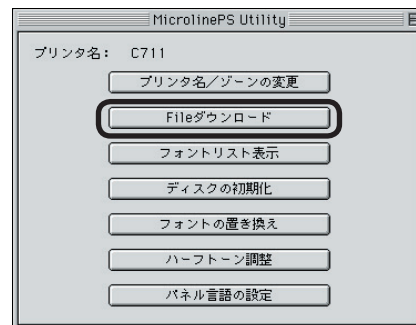 MicrolinePS Utility
プリンタ名： C711
プリンタ名／ゾーンの変更
Fileダウンロード
フォントリスト表示
ディスクの初期化
フォントの置き換え
ハーフトーン調整
パネル言語の設定